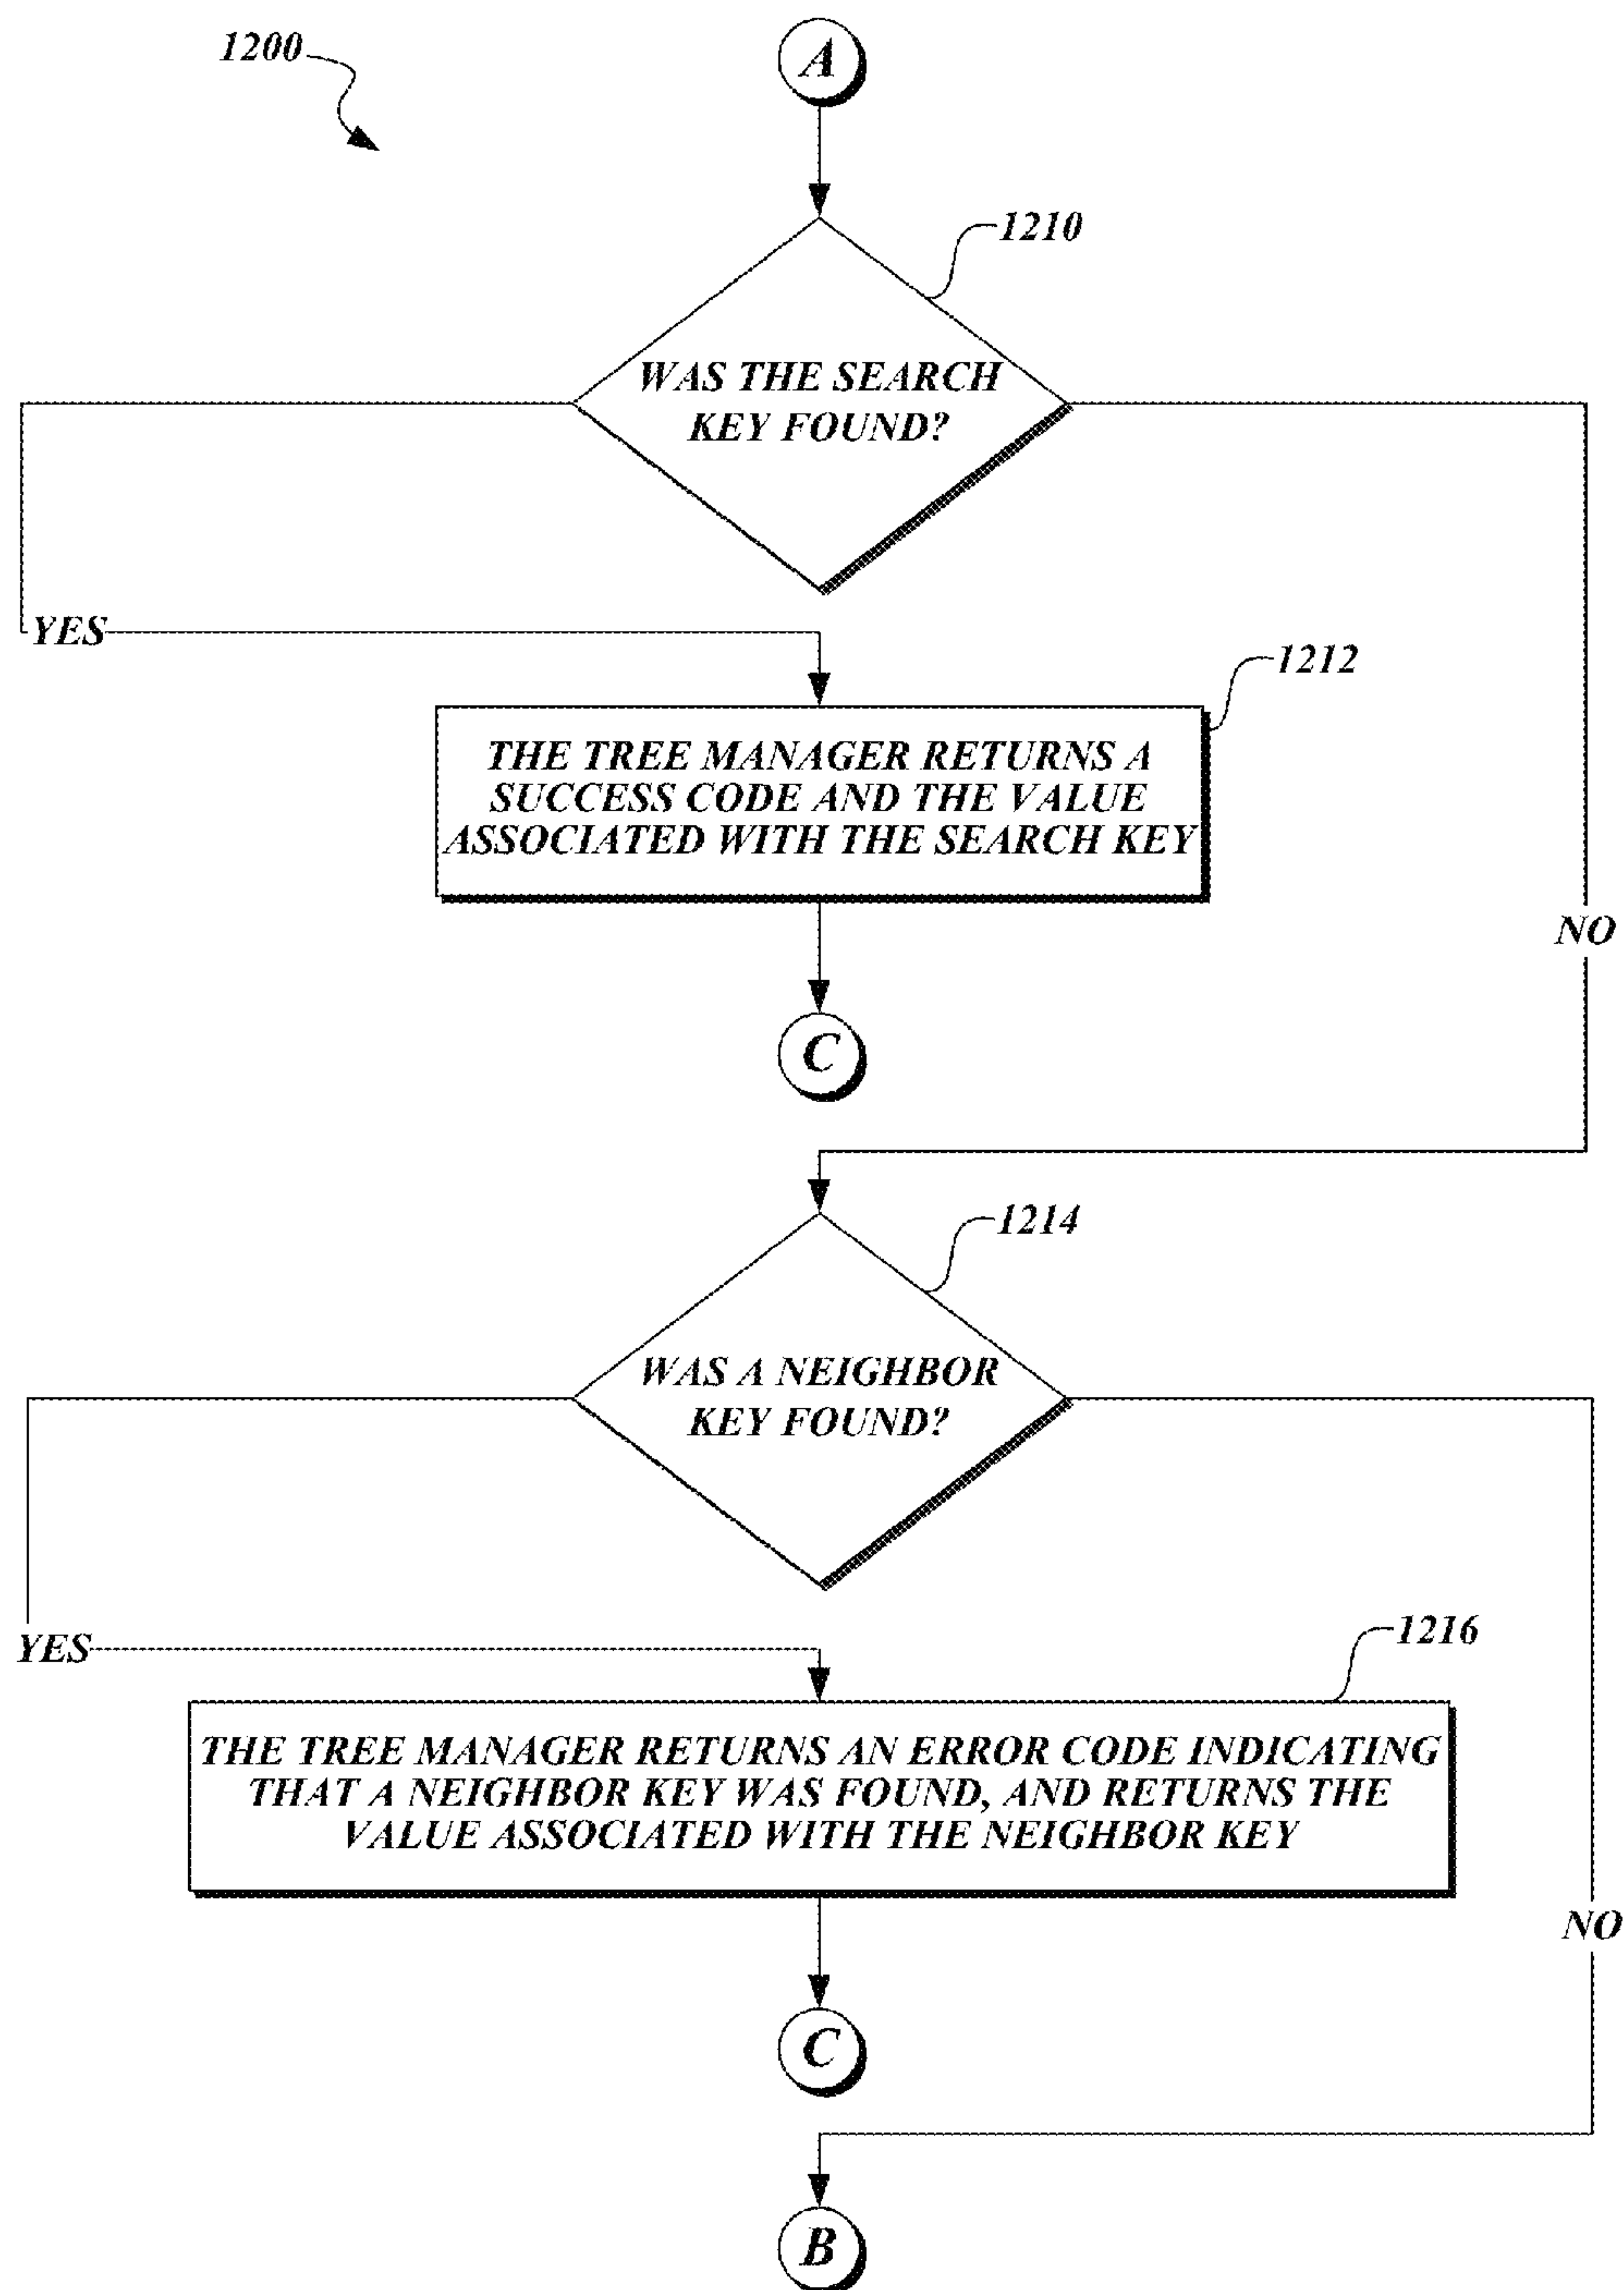 1200
A
1210
WAS THE SEARCH
KEY FOUND?
YES
1212
THE TREE MANAGER RETURNS A
SUCCESS CODE AND THE VALUE
ASSOCIATED WITH THE SEARCH KEY
NO
C
1214
WAS A NEIGHBOR
KEY FOUND?
YES
1216
THE TREE MANAGER RETURNS AN ERROR CODE INDICATING
THAT A NEIGHBOR KEY WAS FOUND, AND RETURNS THE
VALUE ASSOCIATED WITH THE NEIGHBOR KEY
NO
C
B